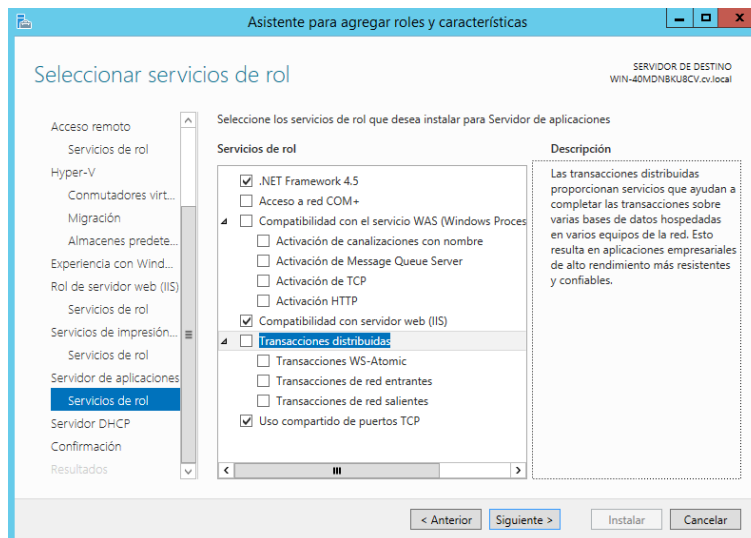 Asistente para agregar roles y características
Seleccionar servicios de rol
SERVIDOR DE DESTINO
WIN-40MDNBKU8CV.cv.local
Acceso remoto
Servicios de rol
Hyper-V
Conmutadores virt...
Migración
Almacenes predete...
Experiencia con Wind...
Rol de servidor web (IIS)
Servicios de rol
Servicios de impresión...
Servicios de rol
Servidor de aplicaciones
Servicios de rol
Servidor DHCP
Confirmación
Resultados
Seleccione los servicios de rol que desea instalar para Servidor de aplicaciones
Servicios de rol
.NET Framework 4.5
Acceso a red COM+
Compatibilidad con el servicio WAS (Windows Proces
Activación de canalizaciones con nombre
Activación de Message Queue Server
Activación de TCP
Activación HTTP
Compatibilidad con servidor web (IIS)
Transacciones distribuidas
Transacciones WS-Atomic
Transacciones de red entrantes
Transacciones de red salientes
Uso compartido de puertos TCP
Descripción
Las transacciones distribuidas
proporcionan servicios que ayudan a
completar las transacciones sobre
varias bases de datos hospedadas
en varios equipos de la red. Esto
resulta en aplicaciones empresariales
de alto rendimiento más resistentes
y confiables.
< Anterior
Siguiente >
Instalar
Cancelar